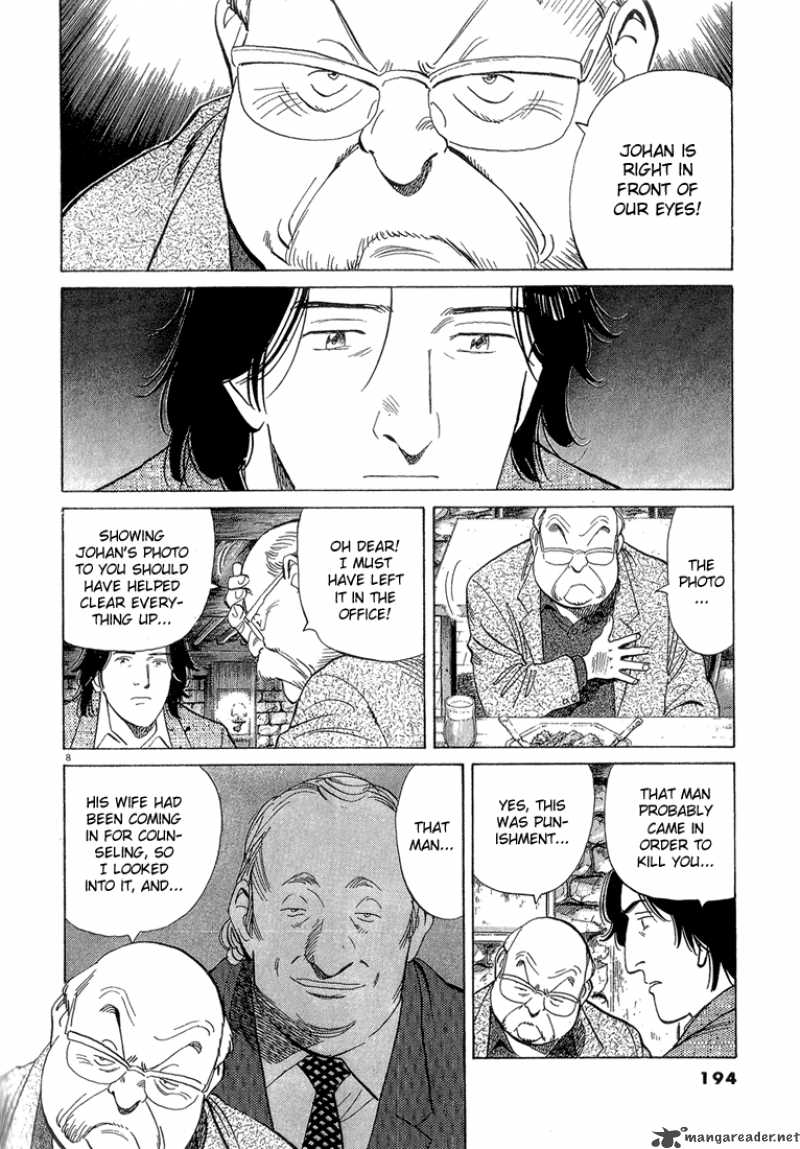 JOHAN IS
RIGHT IN
FRONT OF
OUR EYES!
THE
PHOTO
...
OH DEAR!
I MUST
HAVE LEFT
IT IN THE
OFFICE!
SHOWING
JOHAN'S PHOTO
TO YOU SHOULD
HAVE HELPED
CLEAR EVERY-
THING UP...
8
THAT MAN
PROBABLY
CAME IN
ORDER TO
KILL YOU...
YES, THIS
WAS PUN-
ISHMENT...
THAT
MAN...
HIS WIFE HAD
BEEN COMING
IN FOR COUN-
SELING, SO
I LOOKED
INTO IT, AND...
194
mangareader.net